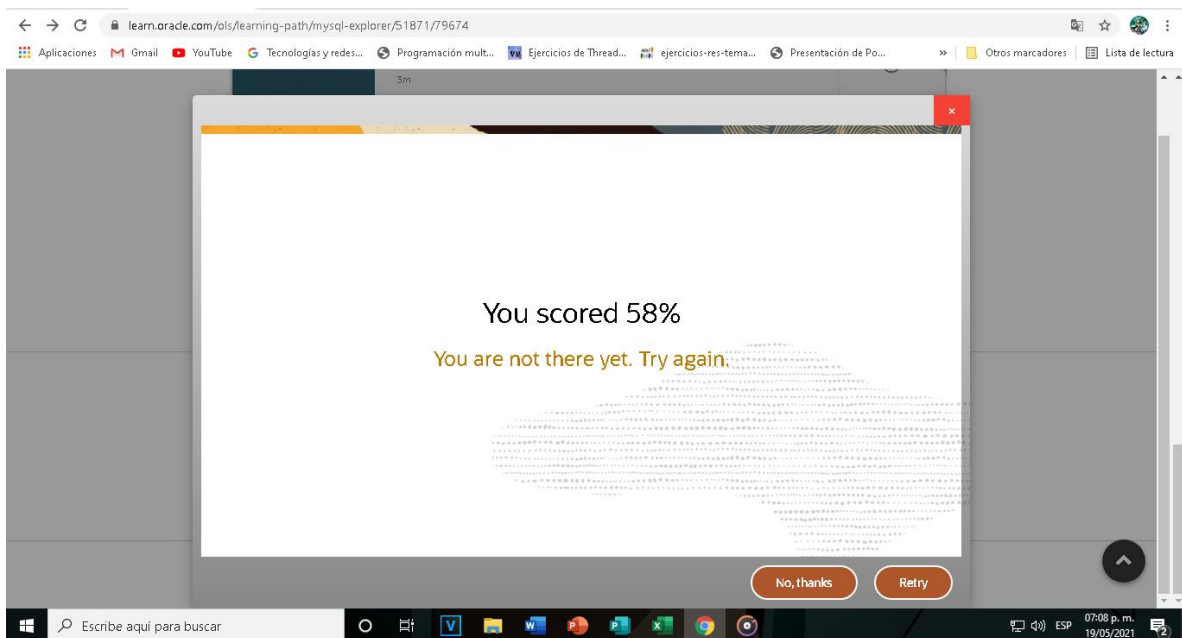 learn.oracle.com/ols/learning-path/mysql-explorer/51871/79674
Aplicaciones Gmail YouTube Tecnologías y redes... Programación mult... Ejercicios de Thread... ejercicios-res-tema... Presentación de Po... » Otros marcadores Lista de lectura
3m
×
You scored 58%
You are not there yet. Try again.
No, thanks Retry
Escribe aquí para buscar ESP 07:08 p. m.
19/05/2021